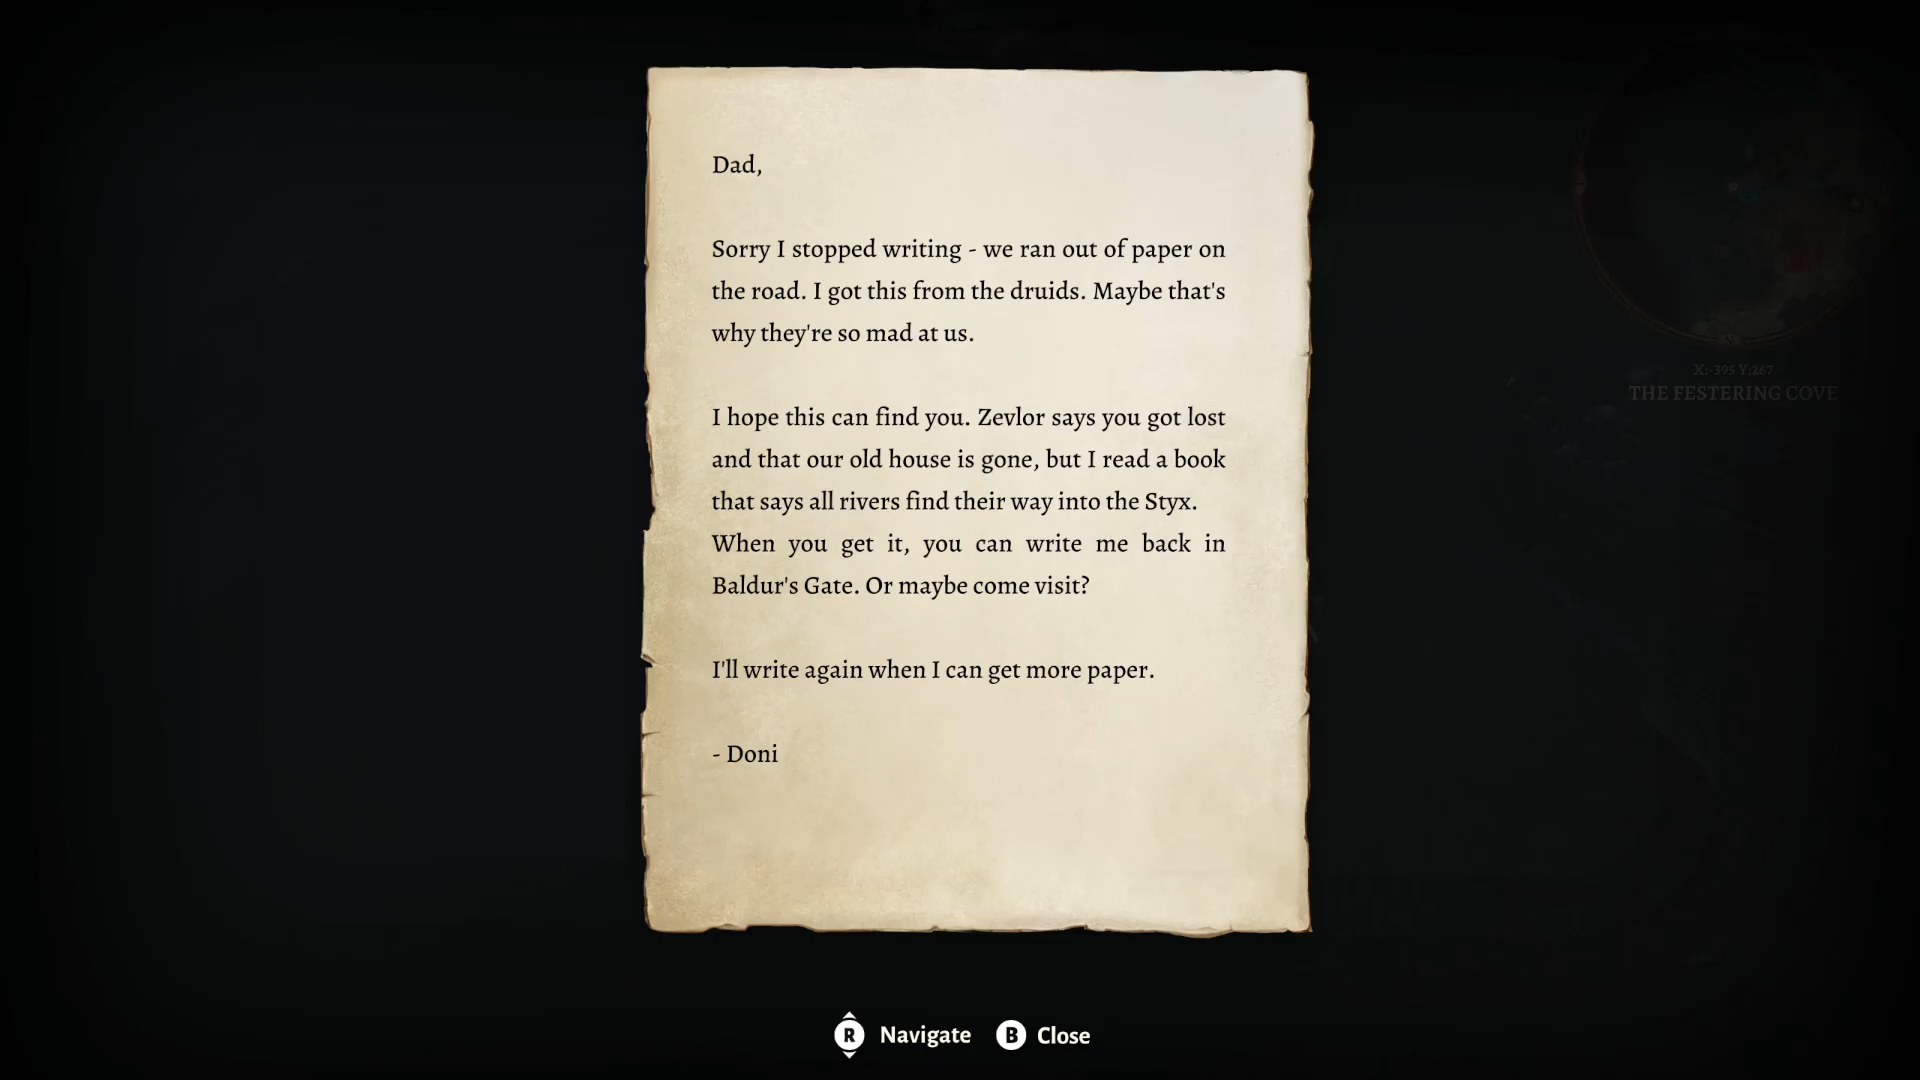 Dad,
Sorry I stopped writing - we ran out of paper on
the road. I got this from the druids. Maybe that's
why they're so mad at us.
I hope this can find you. Zevlor says you got lost
and that our old house is gone, but I read a book
that says all rivers find their way into the Styx.
When you get it, you can write me back in
Baldur's Gate. Or maybe come visit?
I'll write again when I can get more paper.
- Doni
X:-395 Y:267
THE FESTERING COVE
R Navigate B Close